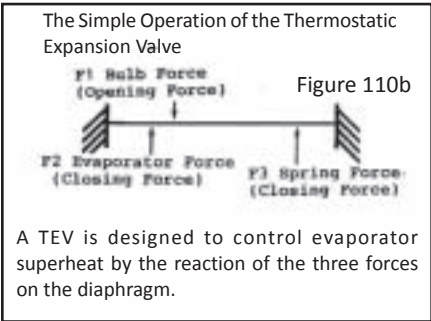 The Simple Operation of the Thermostatic
Expansion Valve
F1 Bulb Force
(Opening Force)
Figure 110b
F2 Evaporator Force
(Closing Force)
F3 Spring Force
(Closing Force)
A TEV is designed to control evaporator
superheat by the reaction of the three forces
on the diaphragm.